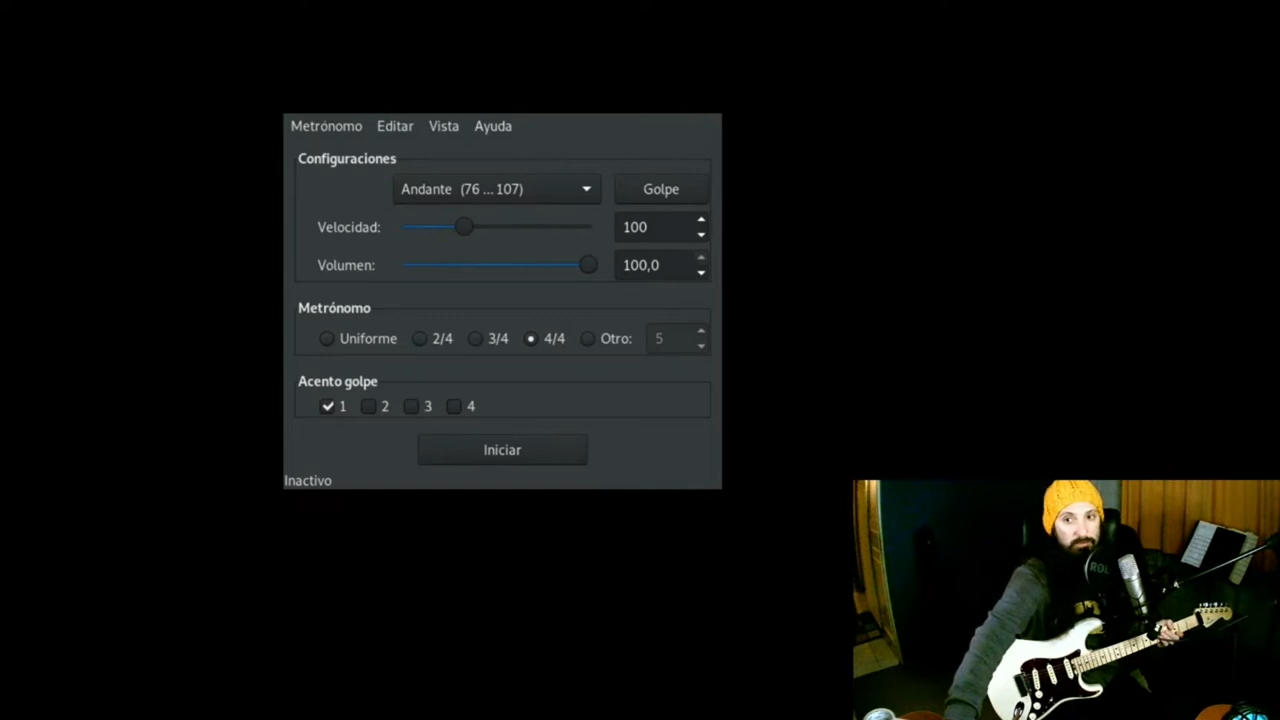 Metrónomo Editar Vista Ayuda
Configuraciones
Andante (76 ... 107) Golpe
Velocidad: 100
Volumen: 100,0
Metrónomo
Uniforme 2/4 3/4 4/4 Otro: 5
Acento golpe
1 2 3 4
Iniciar
Inactivo
ROL